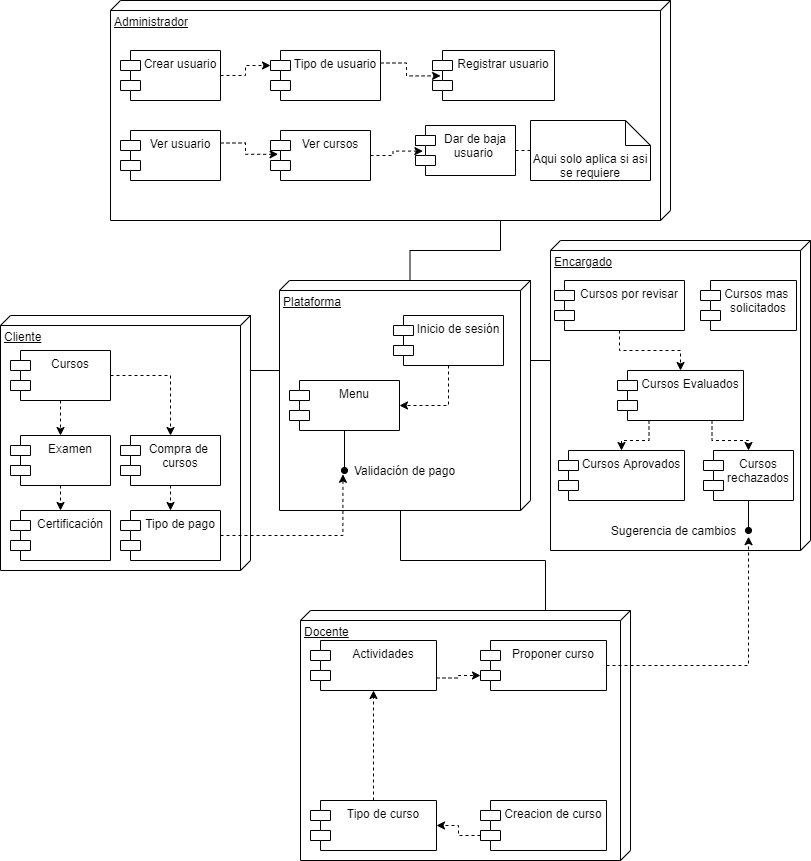 Administrador
Crear usuario
Tipo de usuario
Registrar usuario
Ver usuario
Ver cursos
Dar de baja
usuario
Aqui solo aplica si asi
se requiere
Plataforma
Inicio de sesión
Menu
Validación de pago
Cliente
Cursos
Examen
Compra de
cursos
Certificación
Tipo de pago
Encargado
Cursos por revisar
Cursos mas
solicitados
Cursos Evaluados
Cursos Aprovados
Cursos
rechazados
Sugerencia de cambios
Docente
Actividades
Proponer curso
Tipo de curso
Creacion de curso